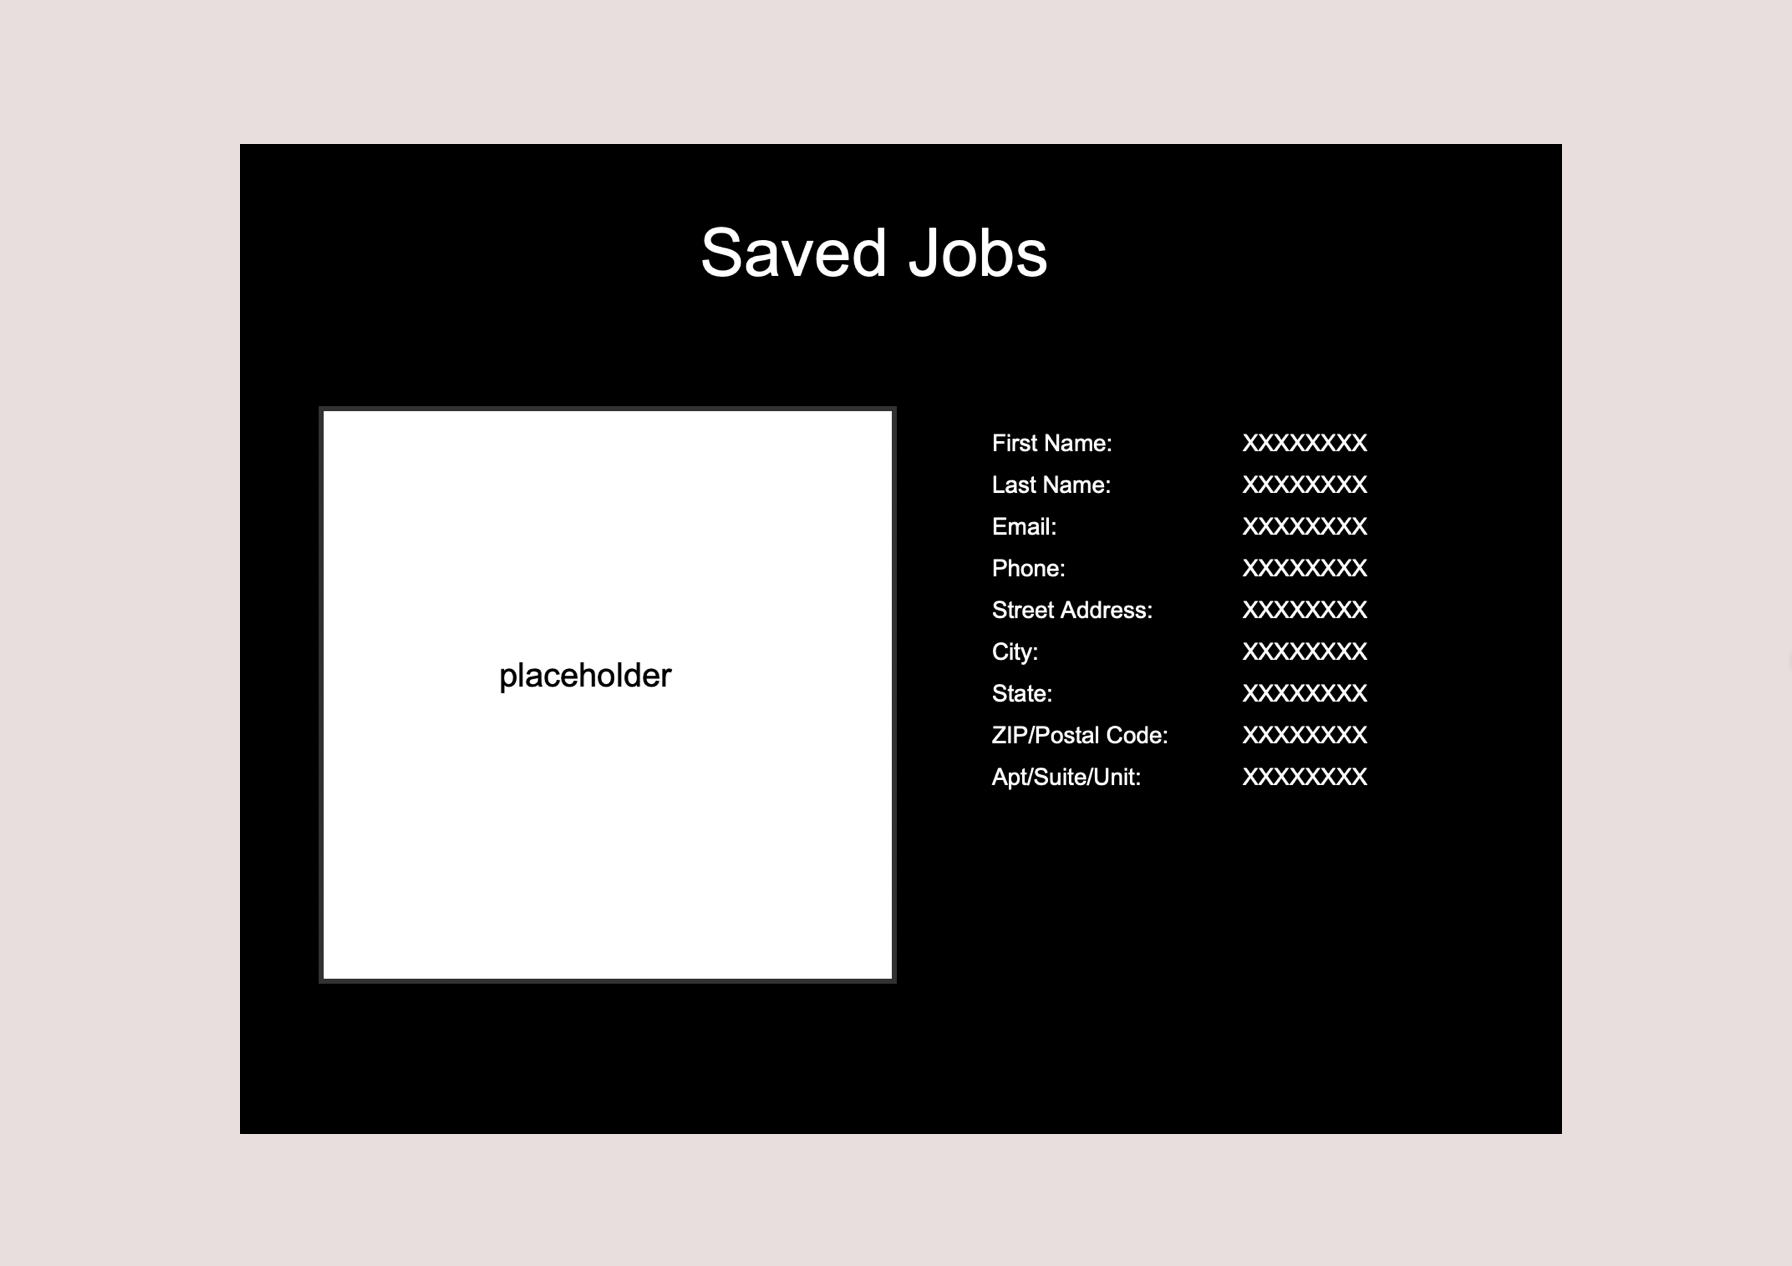 Saved Jobs
placeholder
First Name: XXXXXXXX
Last Name: XXXXXXXX
Email: XXXXXXXX
Phone: XXXXXXXX
Street Address: XXXXXXXX
City: XXXXXXXX
State: XXXXXXXX
ZIP/Postal Code: XXXXXXXX
Apt/Suite/Unit: XXXXXXXX